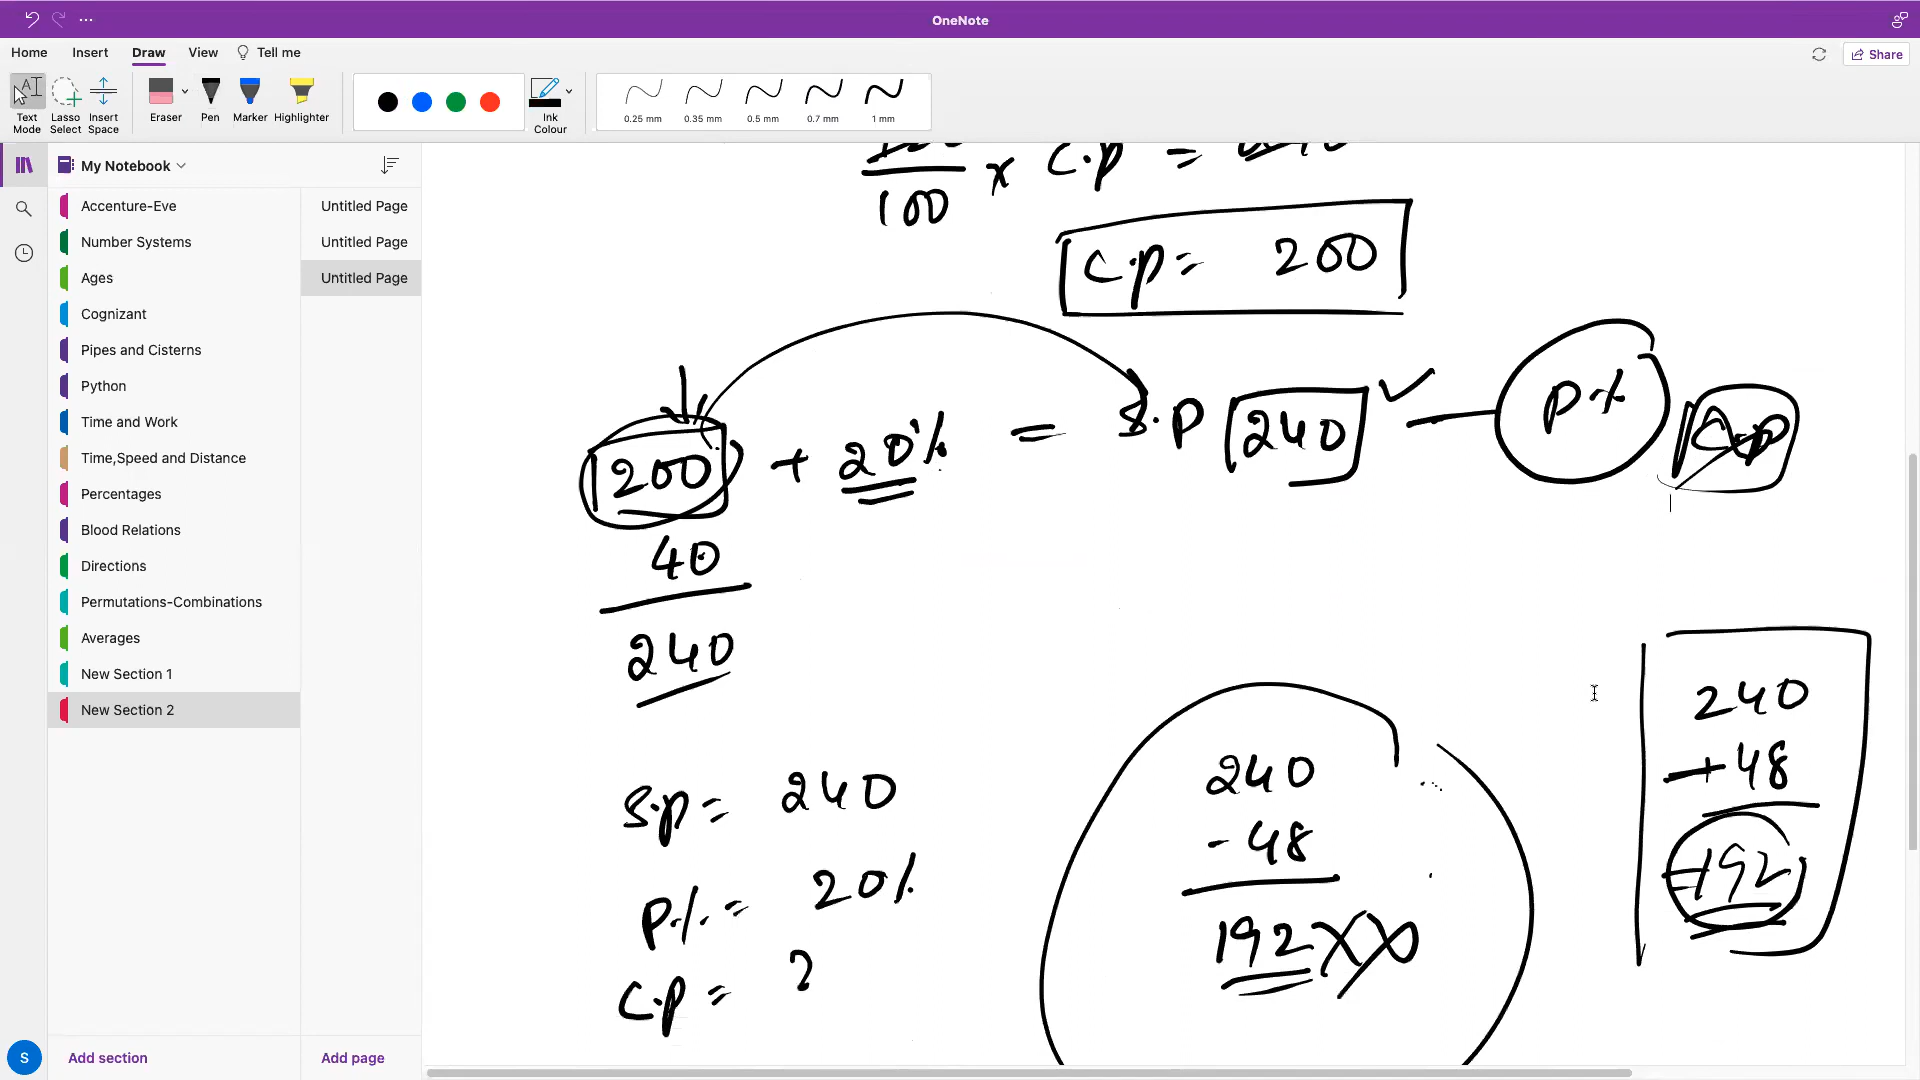 OneNote
Home Insert Draw View Tell me
Share
Text Mode
Lasso Select
Insert Space
Eraser
Pen
Marker
Highlighter
Ink Colour
0.25 mm 0.35 mm 0.5 mm 0.7 mm 1 mm
My Notebook
Accenture-Eve
Number Systems
Ages
Cognizant
Pipes and Cisterns
Python
Time and Work
Time,Speed and Distance
Percentages
Blood Relations
Directions
Permutations-Combinations
Averages
New Section 1
New Section 2
Add section
Untitled Page
Untitled Page
Untitled Page
Add page
S
100 x C.P =
C.P = 200
200 + 20% = S.P 240 P% C.P
40
240
S.P = 240
P% = 20%
C.P = ?
240
- 48
192
240
+ 48
192